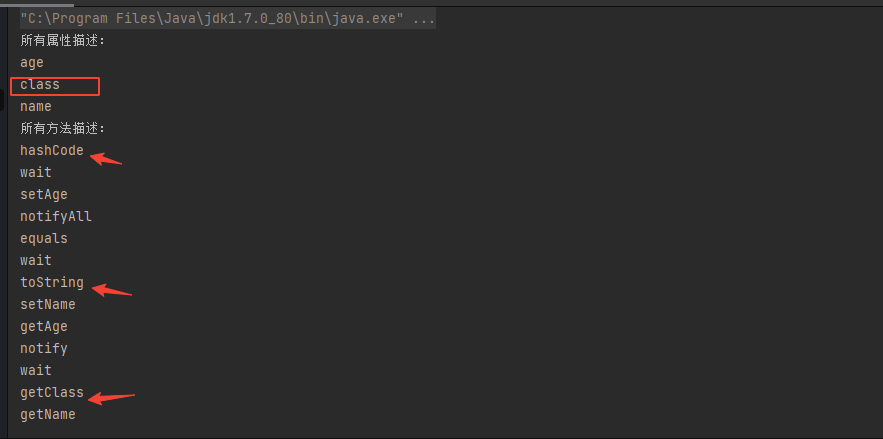 "C:\Program Files\Java\jdk1.7.0_80\bin\java.exe" ...
所有属性描述：
age
class
name
所有方法描述：
hashCode
wait
setAge
notifyAll
equals
wait
toString
setName
getAge
notify
wait
getClass
getName